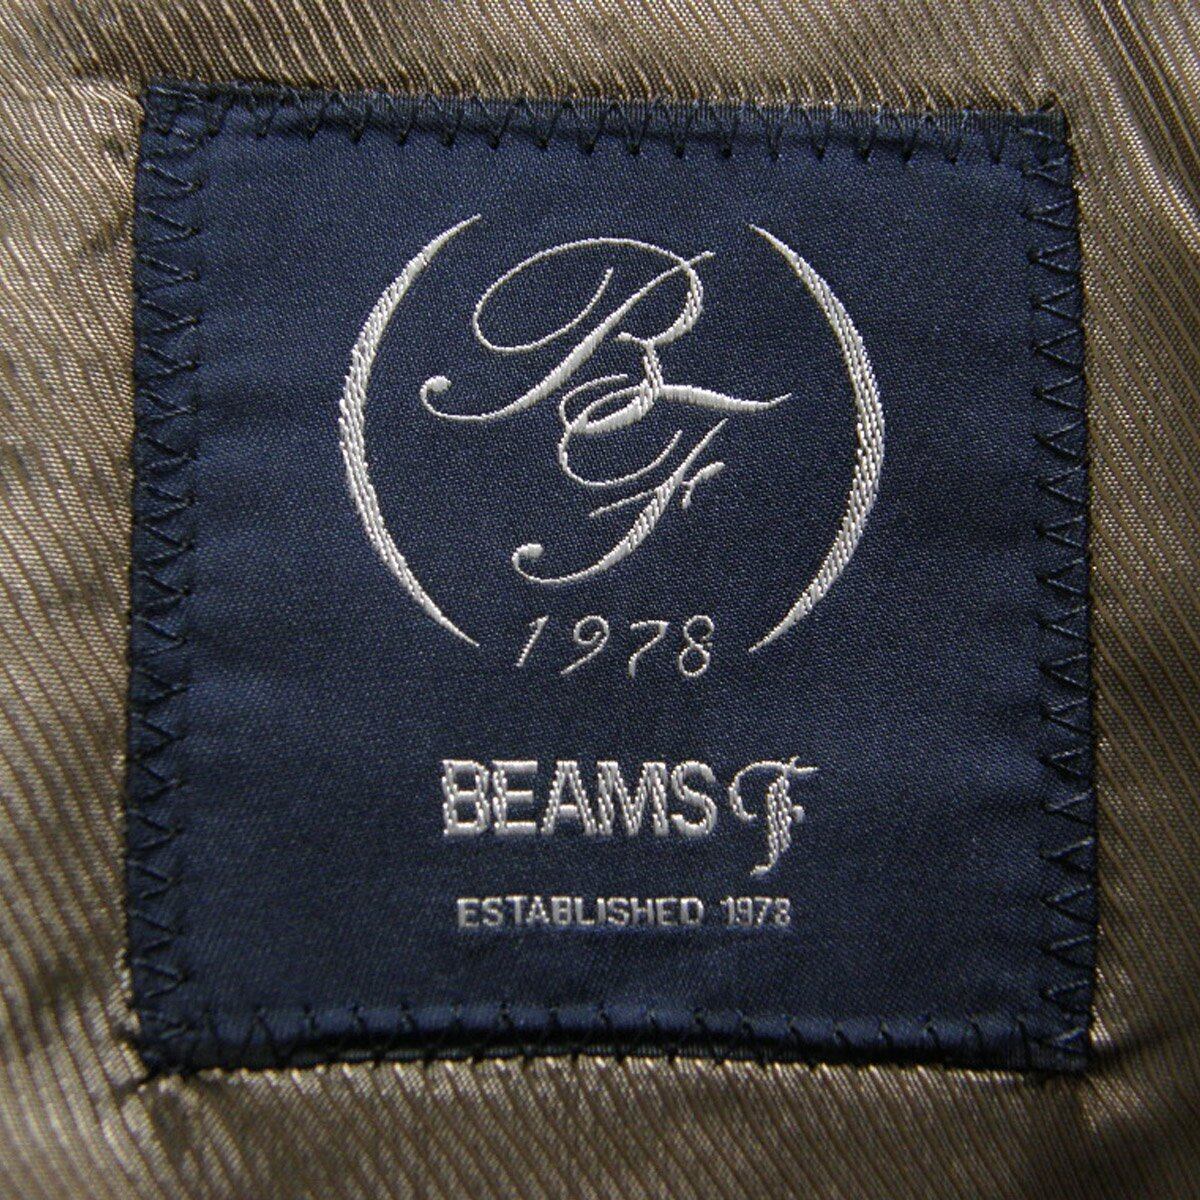 BF
1978
BEAMS F
ESTABLISHED 1978